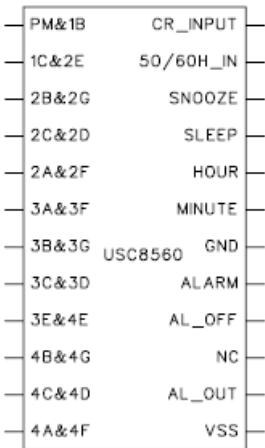 PM&1B CR_INPUT
1C&2E 50/60H_IN
2B&2G SNOOZE
2C&2D SLEEP
2A&2F HOUR
3A&3F MINUTE
3B&3G USC8560 GND
3C&3D ALARM
3E&4E AL_OFF
4B&4G NC
4C&4D AL_OUT
4A&4F VSS